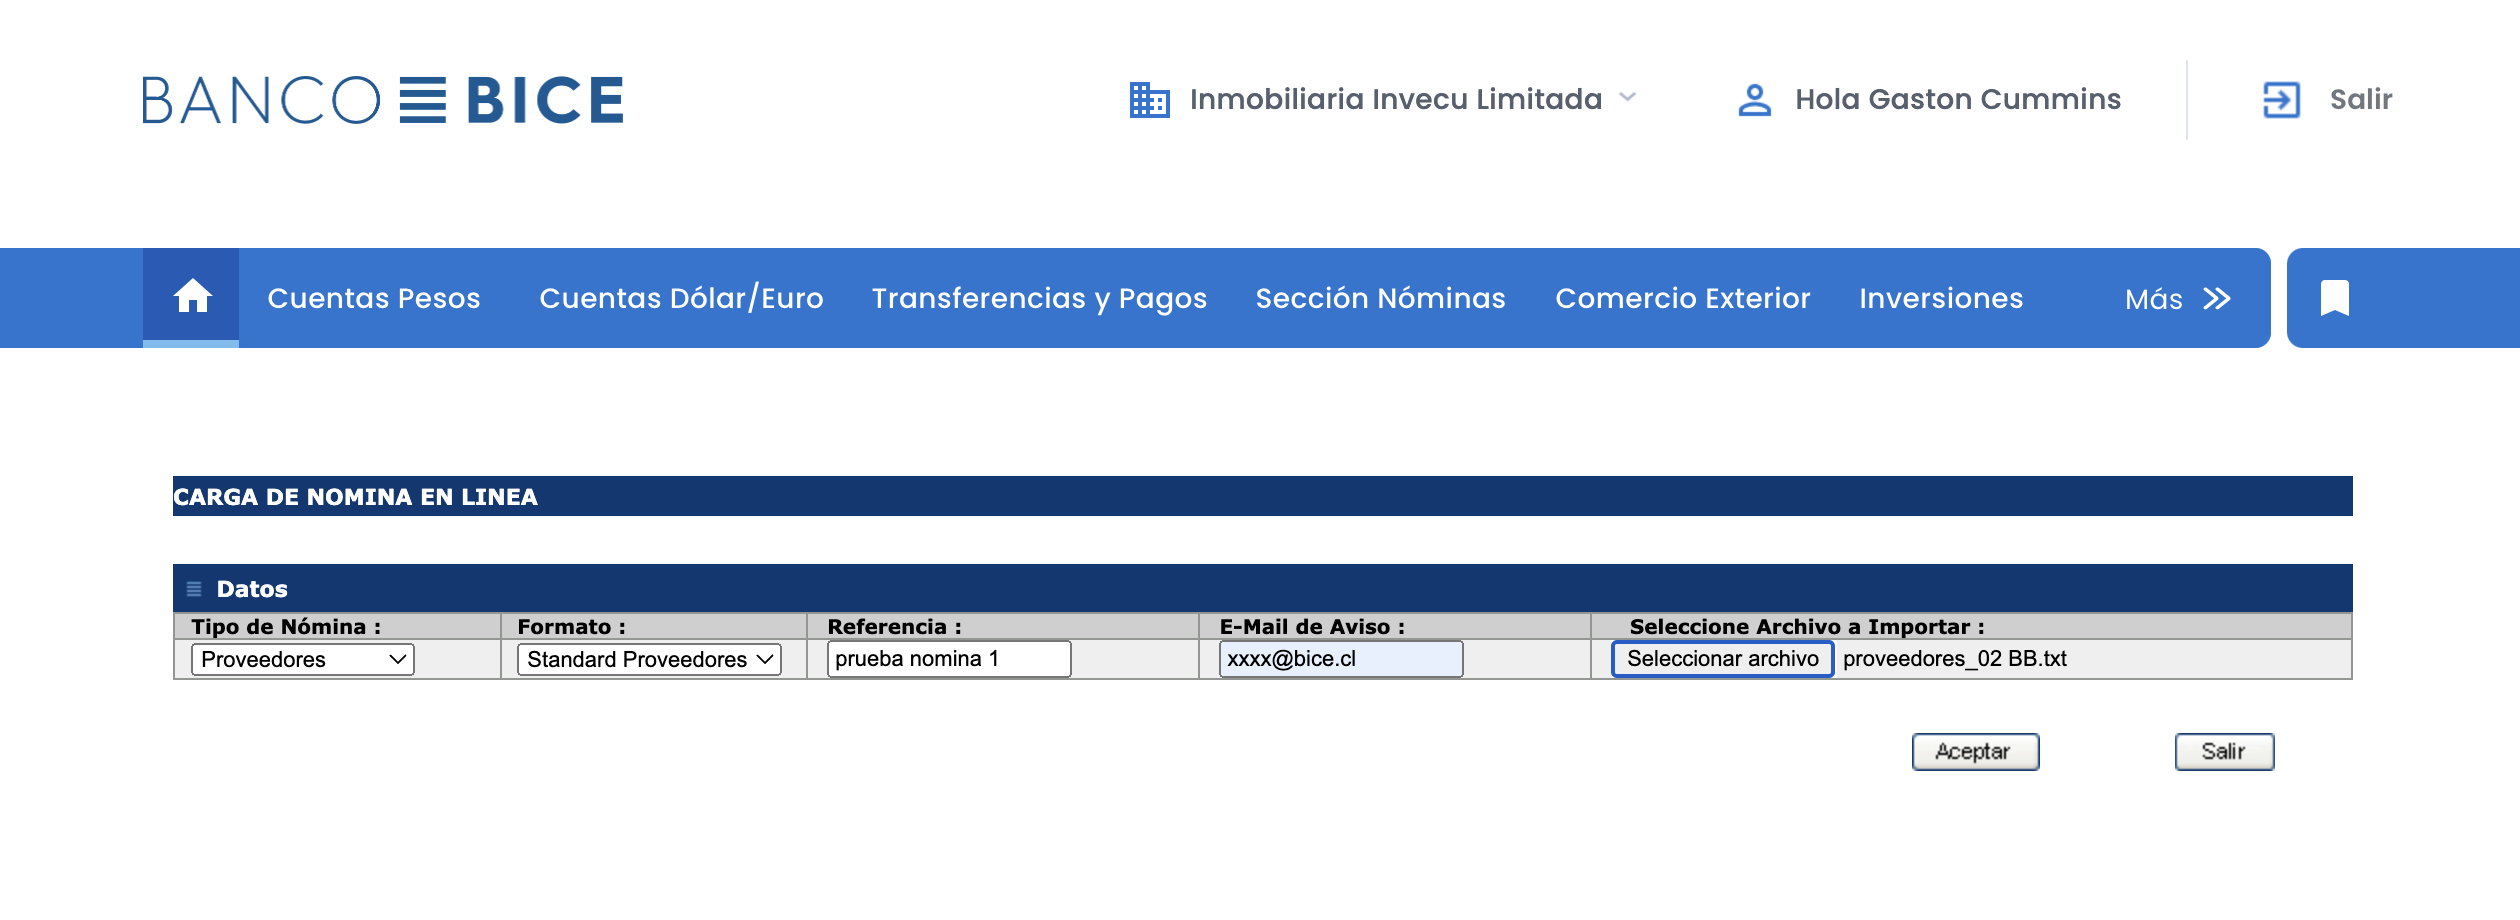 BANCO BICE
Inmobiliaria Invecu Limitada
Hola Gaston Cummins
Salir
Cuentas Pesos
Cuentas Dólar/Euro
Transferencias y Pagos
Sección Nóminas
Comercio Exterior
Inversiones
Más
CARGA DE NOMINA EN LINEA
Datos
Tipo de Nómina : Formato : Referencia : E-Mail de Aviso : Seleccione Archivo a Importar :
Proveedores Standard Proveedores prueba nomina 1 xxxx@bice.cl Seleccionar archivo proveedores_02 BB.txt
Aceptar Salir